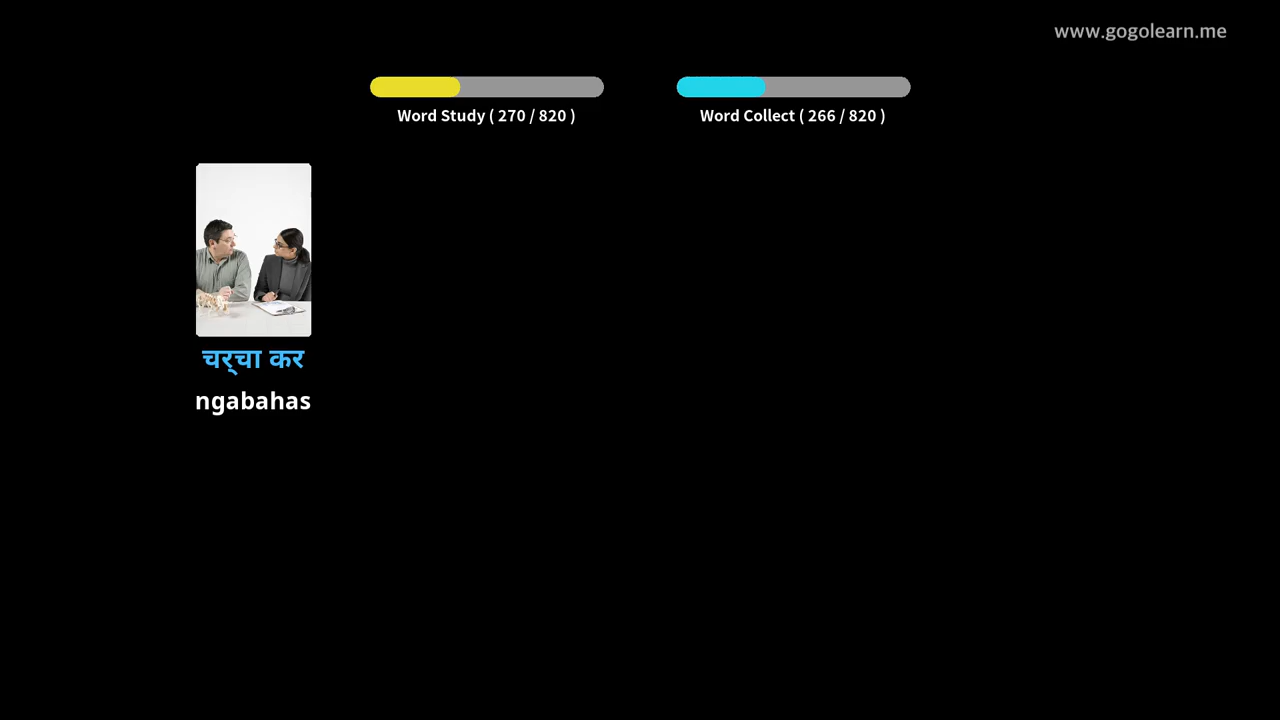 www.gogolearn.me
Word Study ( 270 / 820 )
Word Collect ( 266 / 820 )
चर्‌चा कर
ngabahas